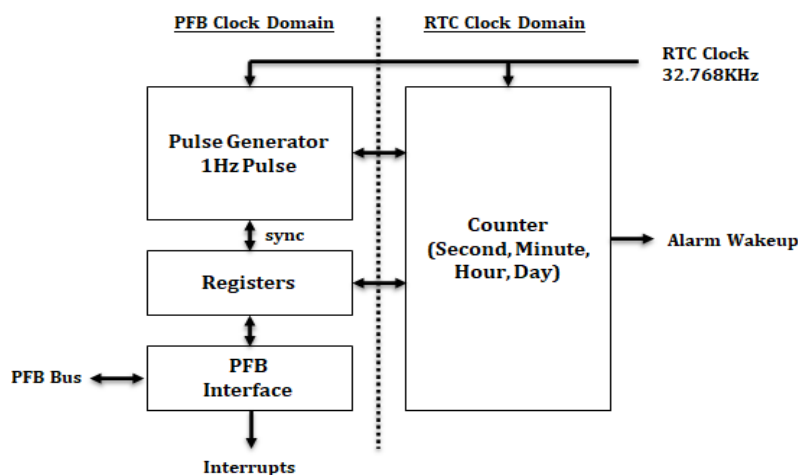 PFB Clock Domain
RTC Clock Domain
RTC Clock
32.768KHz
Pulse Generator
1Hz Pulse
sync
Counter
(Second, Minute,
Hour, Day)
Alarm Wakeup
Registers
PFB
Interface
PFB Bus
Interrupts